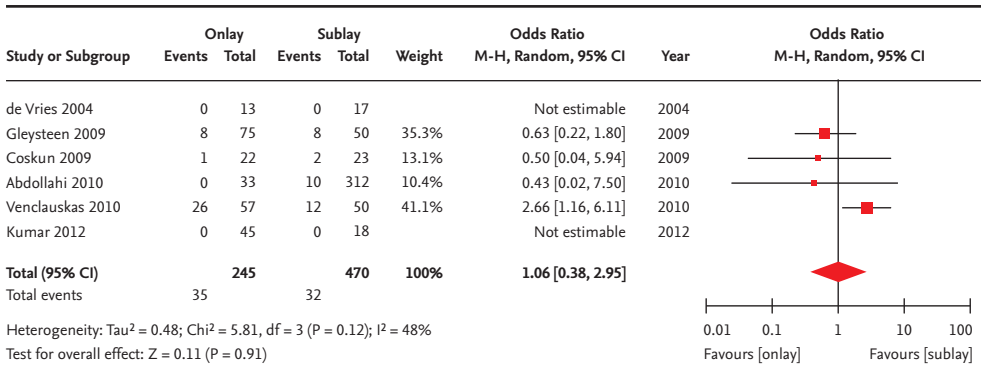 Onlay Sublay Odds Ratio Odds Ratio
Study or Subgroup Events Total Events Total Weight M-H, Random, 95% CI Year M-H, Random, 95% CI
de Vries 2004 0 13 0 17 Not estimable 2004
Gleysteen 2009 8 75 8 50 35.3% 0.63 [0.22, 1.80] 2009
Coskun 2009 1 22 2 23 13.1% 0.50 [0.04, 5.94] 2009
Abdollahi 2010 0 33 10 312 10.4% 0.43 [0.02, 7.50] 2010
Venclauskas 2010 26 57 12 50 41.1% 2.66 [1.16, 6.11] 2010
Kumar 2012 0 45 0 18 Not estimable 2012
Total (95% CI) 245 470 100% 1.06 [0.38, 2.95]
Total events 35 32
Heterogeneity: Tau² = 0.48; Chi² = 5.81, df = 3 (P = 0.12); I² = 48%
Test for overall effect: Z = 0.11 (P = 0.91)
0.01 0.1 1 10 100
Favours [onlay] Favours [sublay]